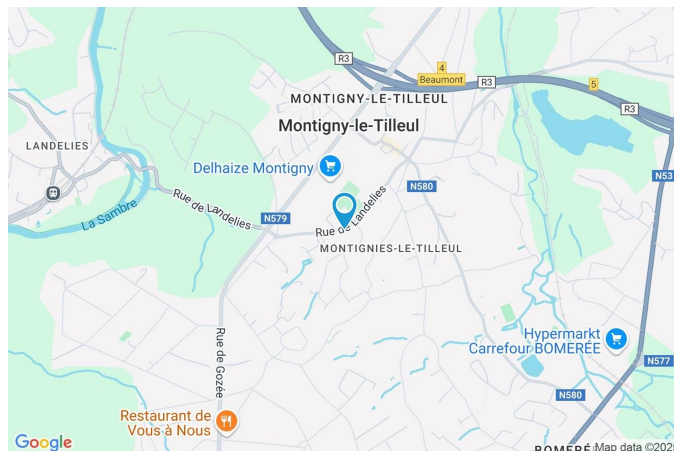 R3
4
Beaumont
R3
5
R3
MONTIGNY-LE-TILLEUL
Montigny-le-Tilleul
LANDELIES
Delhaize Montigny
N53
N580
Rue de Landelies
La Sambre
N579
Rue de Landelies
MONTIGNIES-LE-TILLEUL
Rue de Gozée
Hypermarkt
Carrefour BOMERÉE
N577
N580
Restaurant de
Vous à Nous
Google
BOMERÉ
Map data ©2025